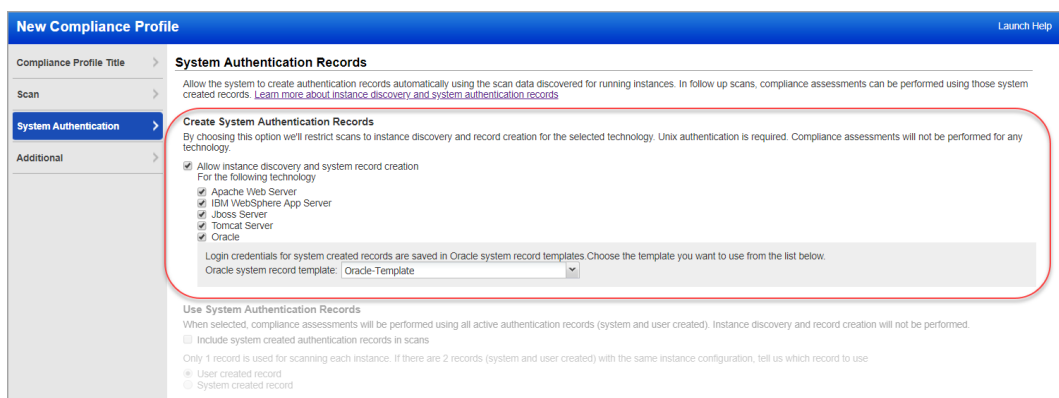 New Compliance Profile
Launch Help
Compliance Profile Title
Scan
System Authentication
Additional
System Authentication Records
Allow the system to create authentication records automatically using the scan data discovered for running instances. In follow up scans, compliance assessments can be performed using those system
created records. Learn more about instance discovery and system authentication records
Create System Authentication Records
By choosing this option we'll restrict scans to instance discovery and record creation for the selected technology. Unix authentication is required. Compliance assessments will not be performed for any
technology.
Allow instance discovery and system record creation
For the following technology
Apache Web Server
IBM WebSphere App Server
Jboss Server
Tomcat Server
Oracle
Login credentials for system created records are saved in Oracle system record templates.Choose the template you want to use from the list below.
Oracle system record template: Oracle-Template
Use System Authentication Records
When selected, compliance assessments will be performed using all active authentication records (system and user created). Instance discovery and record creation will not be performed.
Include system created authentication records in scans
Only 1 record is used for scanning each instance. If there are 2 records (system and user created) with the same instance configuration, tell us which record to use
User created record
System created record